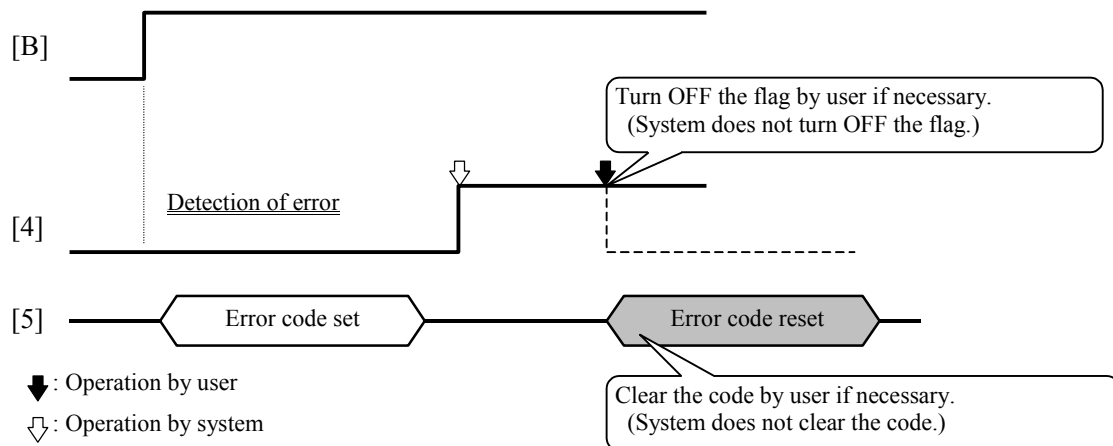 [B]
Turn OFF the flag by user if necessary.
(System does not turn OFF the flag.)
Detection of error
[4]
[5]
Error code set
Error code reset
: Operation by user
: Operation by system
Clear the code by user if necessary.
(System does not clear the code.)